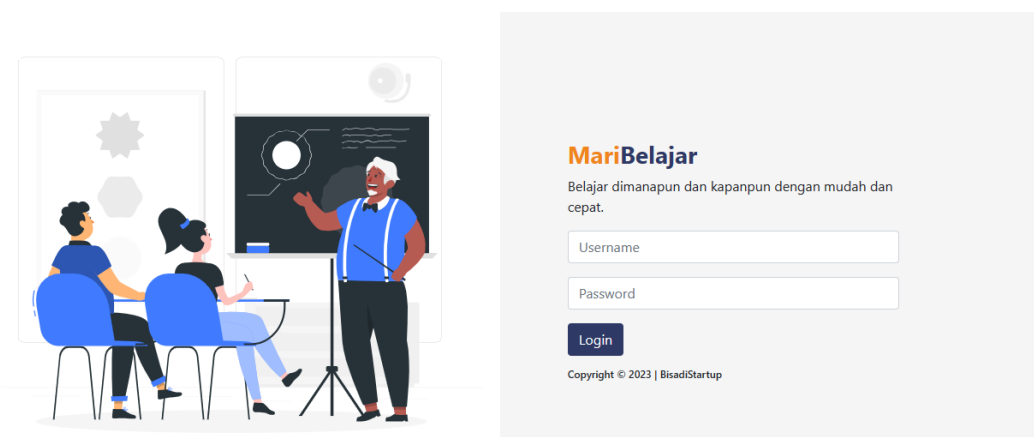 MariBelajar
Belajar dimanapun dan kapanpun dengan mudah dan
cepat.
Username
Password
Login
Copyright © 2023 | BisadiStartup